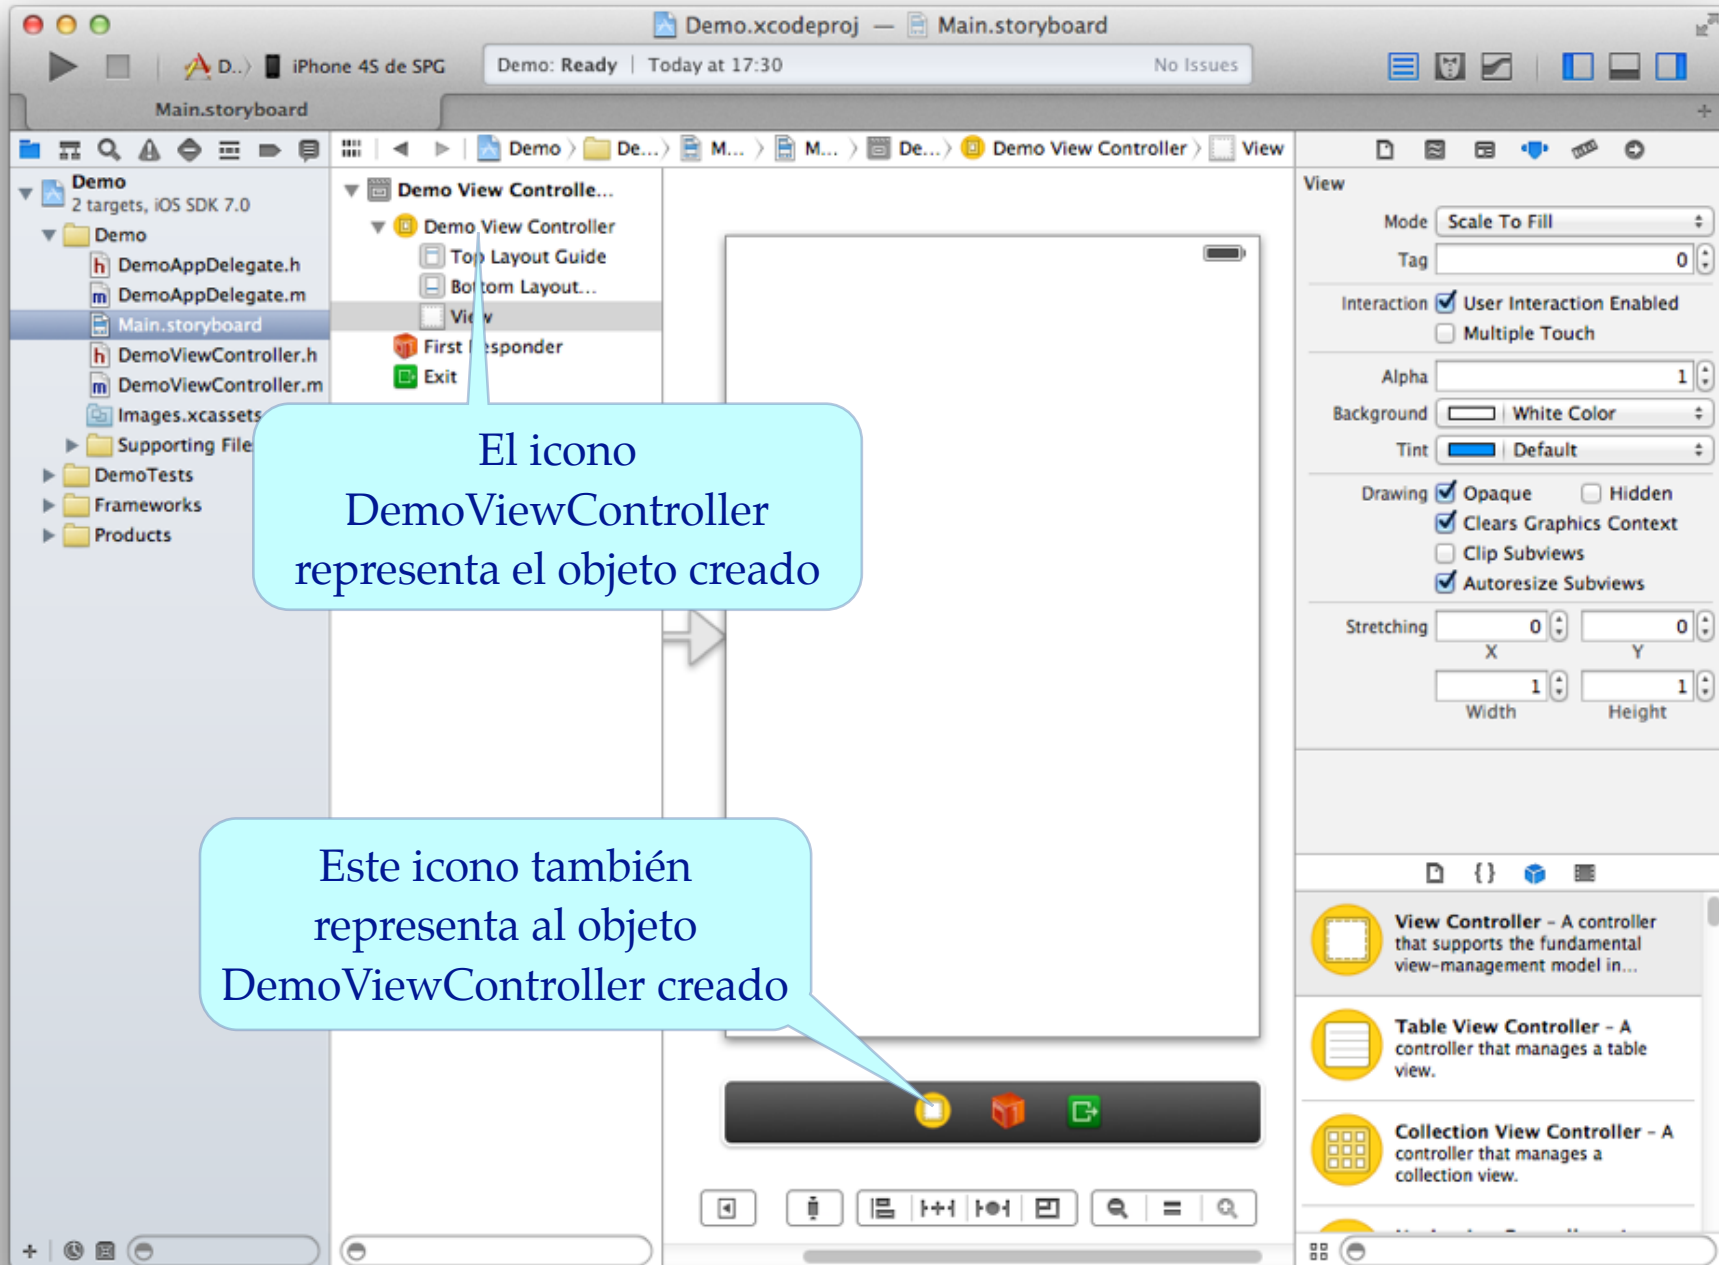 Demo.xcodeproj — Main.storyboard
D..〉 iPhone 4S de SPG
Demo: Ready | Today at 17:30 No Issues
Main.storyboard
Demo 〉 De...〉 M... 〉 M... 〉 De...〉 Demo View Controller 〉 View
Demo
2 targets, iOS SDK 7.0
Demo
h DemoAppDelegate.h
m DemoAppDelegate.m
Main.storyboard
h DemoViewController.h
m DemoViewController.m
Images.xcassets
Supporting File
DemoTests
Frameworks
Products
Demo View Controlle...
Demo View Controller
Top Layout Guide
Bottom Layout...
View
First Responder
Exit
El icono
DemoViewController
representa el objeto creado
Este icono también
representa al objeto
DemoViewController creado
View
Mode Scale To Fill
Tag 0
Interaction User Interaction Enabled
Multiple Touch
Alpha 1
Background White Color
Tint Default
Drawing Opaque Hidden
Clears Graphics Context
Clip Subviews
Autoresize Subviews
Stretching 0 0
X Y
1 1
Width Height
{ }
View Controller - A controller
that supports the fundamental
view-management model in...
Table View Controller - A
controller that manages a table
view.
Collection View Controller - A
controller that manages a
collection view.